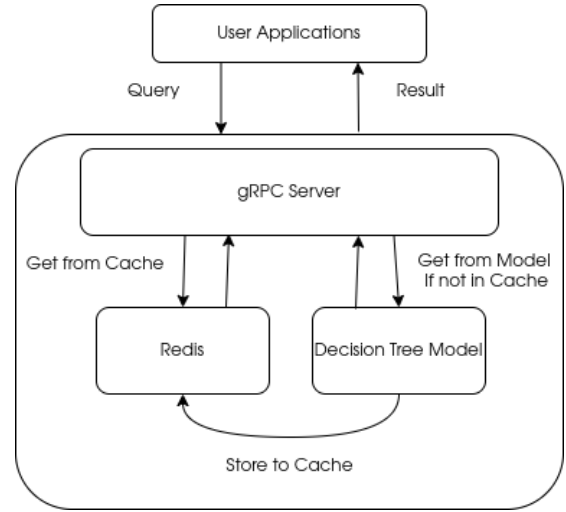 User Applications
Query
Result
gRPC Server
Get from Cache
Get from Model
If not in Cache
Redis
Decision Tree Model
Store to Cache